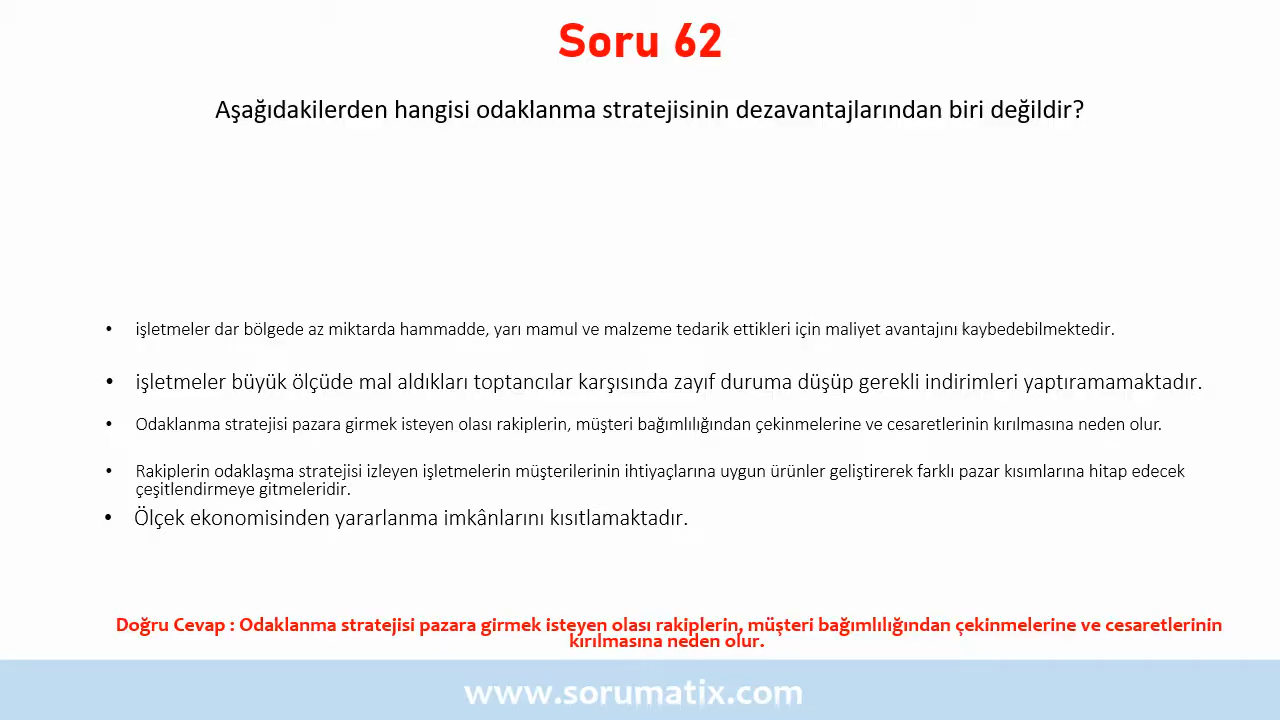 Soru 62
Aşağıdakilerden hangisi odaklanma stratejisinin dezavantajlarından biri değildir?
• işletmeler dar bölgede az miktarda hammadde, yarı mamul ve malzeme tedarik ettikleri için maliyet avantajını kaybedebilmektedir.
• işletmeler büyük ölçüde mal aldıkları toptancılar karşısında zayıf duruma düşüp gerekli indirimleri yaptıramamaktadır.
• Odaklanma stratejisi pazara girmek isteyen olası rakiplerin, müşteri bağımlılığından çekinmelerine ve cesaretlerinin kırılmasına neden olur.
• Rakiplerin odaklaşma stratejisi izleyen işletmelerin müşterilerinin ihtiyaçlarına uygun ürünler geliştirerek farklı pazar kısımlarına hitap edecek
çeşitlendirmeye gitmeleridir.
• Ölçek ekonomisinden yararlanma imkânlarını kısıtlamaktadır.
Doğru Cevap : Odaklanma stratejisi pazara girmek isteyen olası rakiplerin, müşteri bağımlılığından çekinmelerine ve cesaretlerinin
kırılmasına neden olur.
www.sorumatix.com